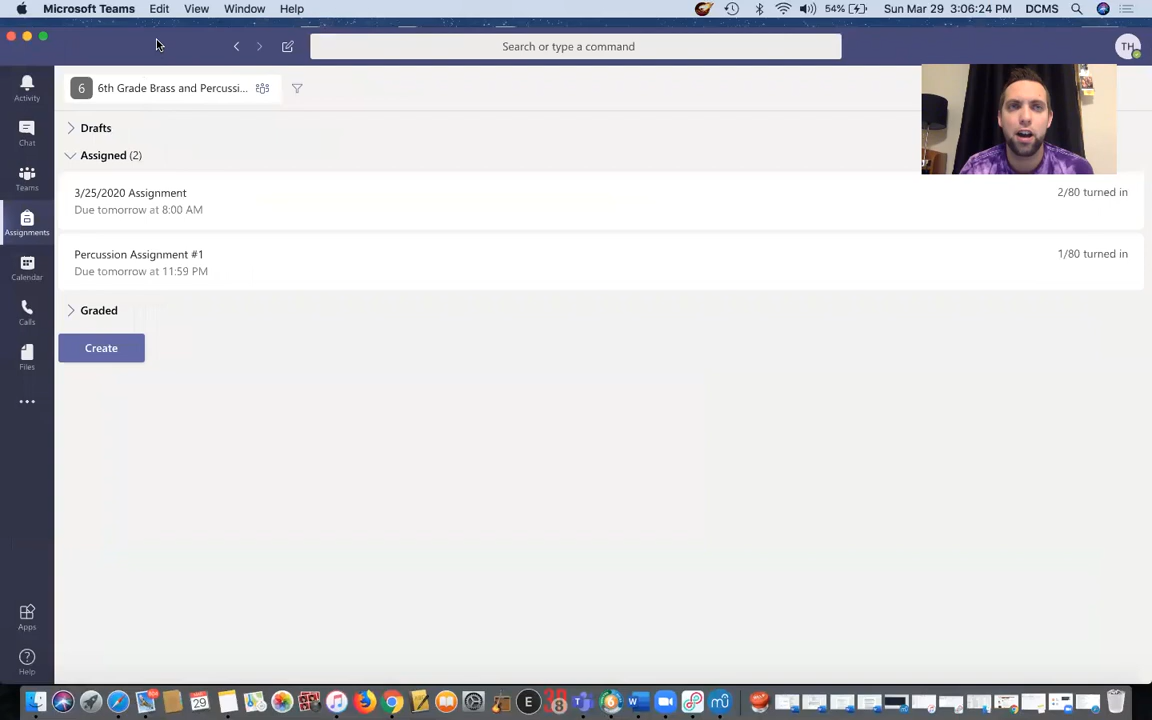 Microsoft Teams Edit View Window Help
54% Sun Mar 29 3:06:24 PM DCMS
Search or type a command
TH
Activity
Chat
Teams
Assignments
Calendar
Calls
Files
Apps
Help
6 6th Grade Brass and Percussi...
Drafts
Assigned (2)
3/25/2020 Assignment
2/80 turned in
Due tomorrow at 8:00 AM
Percussion Assignment #1
1/80 turned in
Due tomorrow at 11:59 PM
Graded
Create
29
E